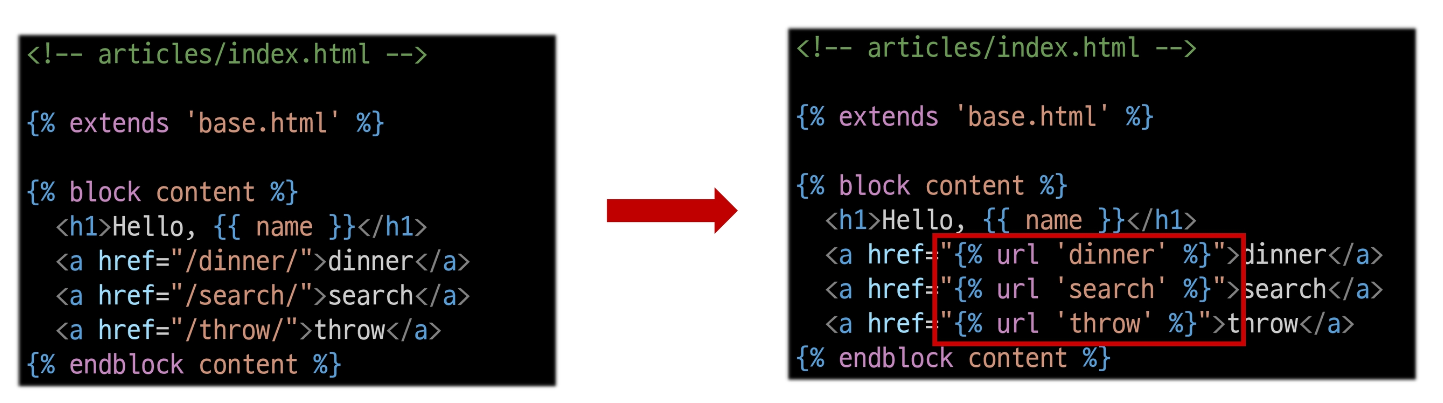 <!-- articles/index.html -->
{% extends 'base.html' %}
{% block content %}
<h1>Hello, {{ name }}</h1>
<a href="/dinner/">dinner</a>
<a href="/search/">search</a>
<a href="/throw/">throw</a>
{% endblock content %}
<!-- articles/index.html -->
{% extends 'base.html' %}
{% block content %}
<h1>Hello, {{ name }}</h1>
<a href="{% url 'dinner' %}">dinner</a>
<a href="{% url 'search' %}">search</a>
<a href="{% url 'throw' %}">throw</a>
{% endblock content %}